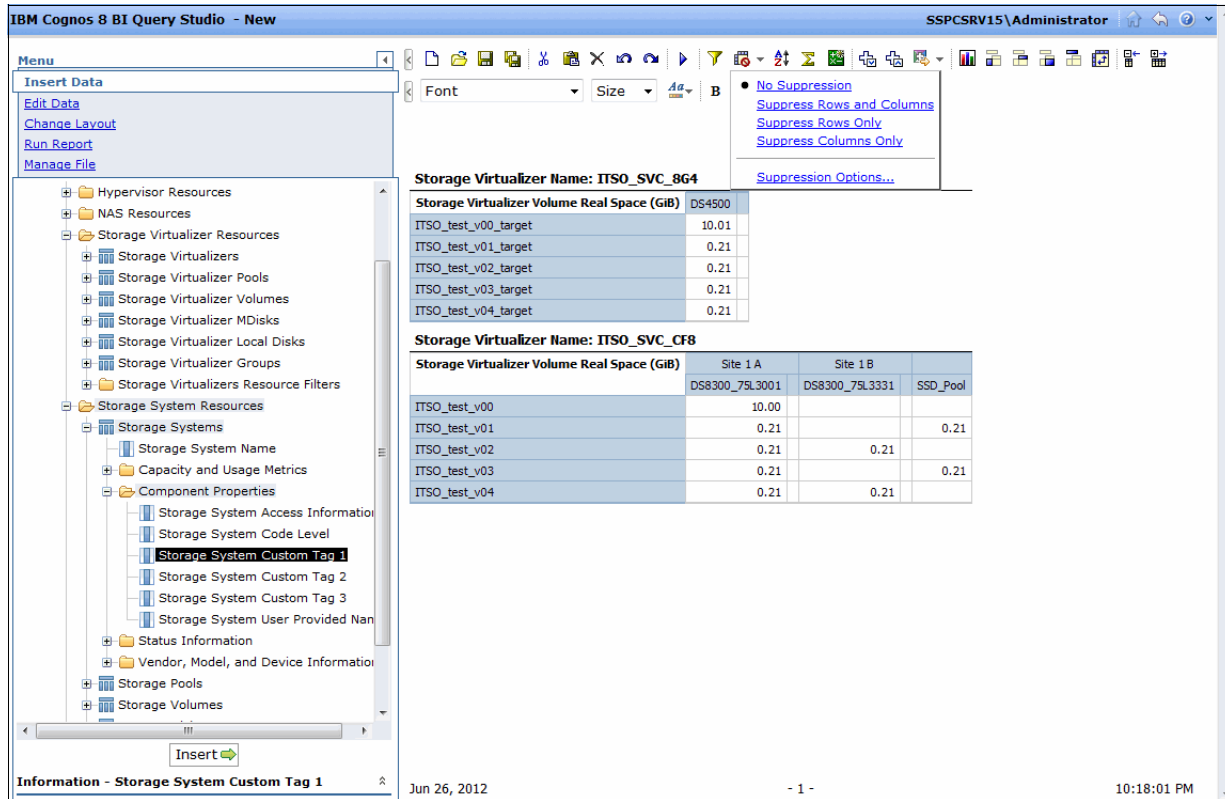 IBM Cognos 8 BI Query Studio - New
SSPCSRV15\Administrator
Menu
Insert Data
Edit Data
Change Layout
Run Report
Manage File
Hypervisor Resources
NAS Resources
Storage Virtualizer Resources
Storage Virtualizers
Storage Virtualizer Pools
Storage Virtualizer Volumes
Storage Virtualizer MDisks
Storage Virtualizer Local Disks
Storage Virtualizer Groups
Storage Virtualizers Resource Filters
Storage System Resources
Storage Systems
Storage System Name
Capacity and Usage Metrics
Component Properties
Storage System Access Information
Storage System Code Level
Storage System Custom Tag 1
Storage System Custom Tag 2
Storage System Custom Tag 3
Storage System User Provided Nan
Status Information
Vendor, Model, and Device Information
Storage Pools
Storage Volumes
Insert
Information - Storage System Custom Tag 1
Font Size Aa B
No Suppression
Suppress Rows and Columns
Suppress Rows Only
Suppress Columns Only
Suppression Options...
Storage Virtualizer Name: ITSO_SVC_8G4
Storage Virtualizer Volume Real Space (GiB) DS4500
ITSO_test_v00_target 10.01
ITSO_test_v01_target 0.21
ITSO_test_v02_target 0.21
ITSO_test_v03_target 0.21
ITSO_test_v04_target 0.21
Storage Virtualizer Name: ITSO_SVC_CF8
Storage Virtualizer Volume Real Space (GiB) Site 1 A Site 1 B
DS8300_75L3001 DS8300_75L3331 SSD_Pool
ITSO_test_v00 10.00
ITSO_test_v01 0.21 0.21
ITSO_test_v02 0.21 0.21
ITSO_test_v03 0.21 0.21
ITSO_test_v04 0.21 0.21
Jun 26, 2012 - 1 - 10:18:01 PM